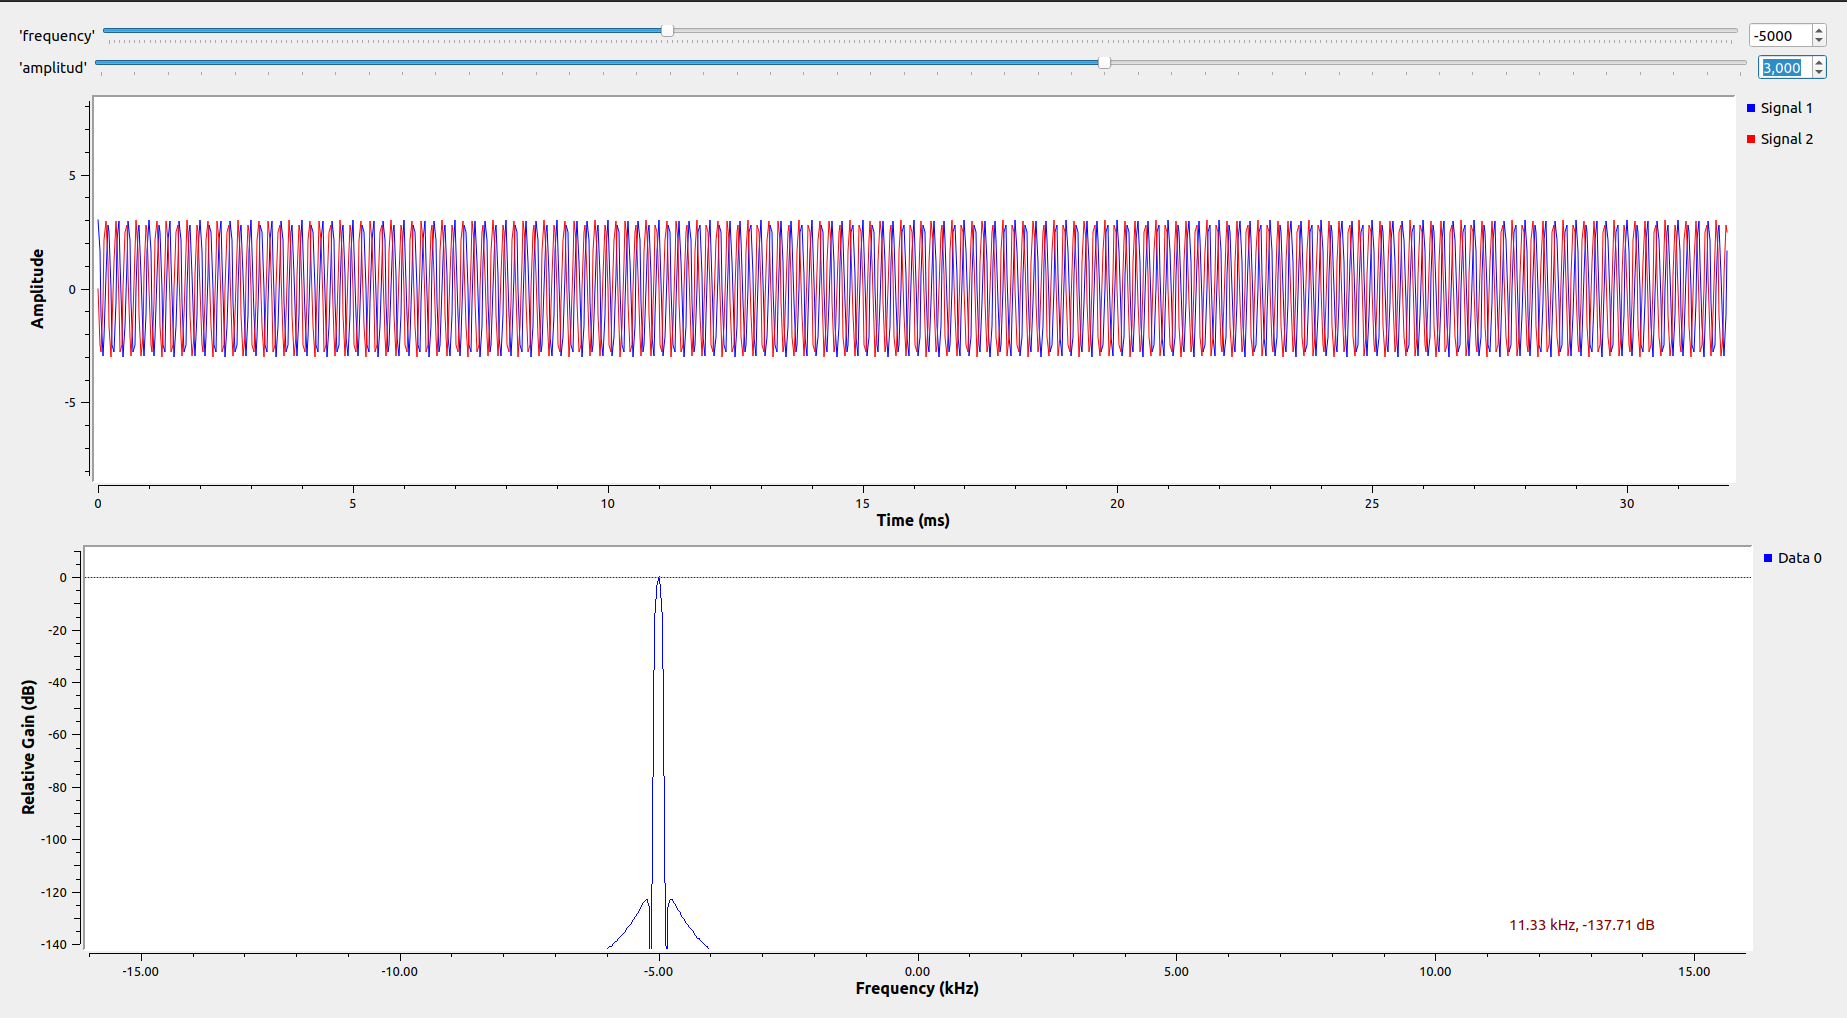 'frequency' -5000
'amplitud' 3,000
Signal 1
Signal 2
Amplitude
5
0
-5
0 5 10 15 20 25 30
Time (ms)
Data 0
Relative Gain (dB)
0
-20
-40
-60
-80
-100
-120
-140
11.33 kHz, -137.71 dB
-15.00 -10.00 -5.00 0.00 5.00 10.00 15.00
Frequency (kHz)